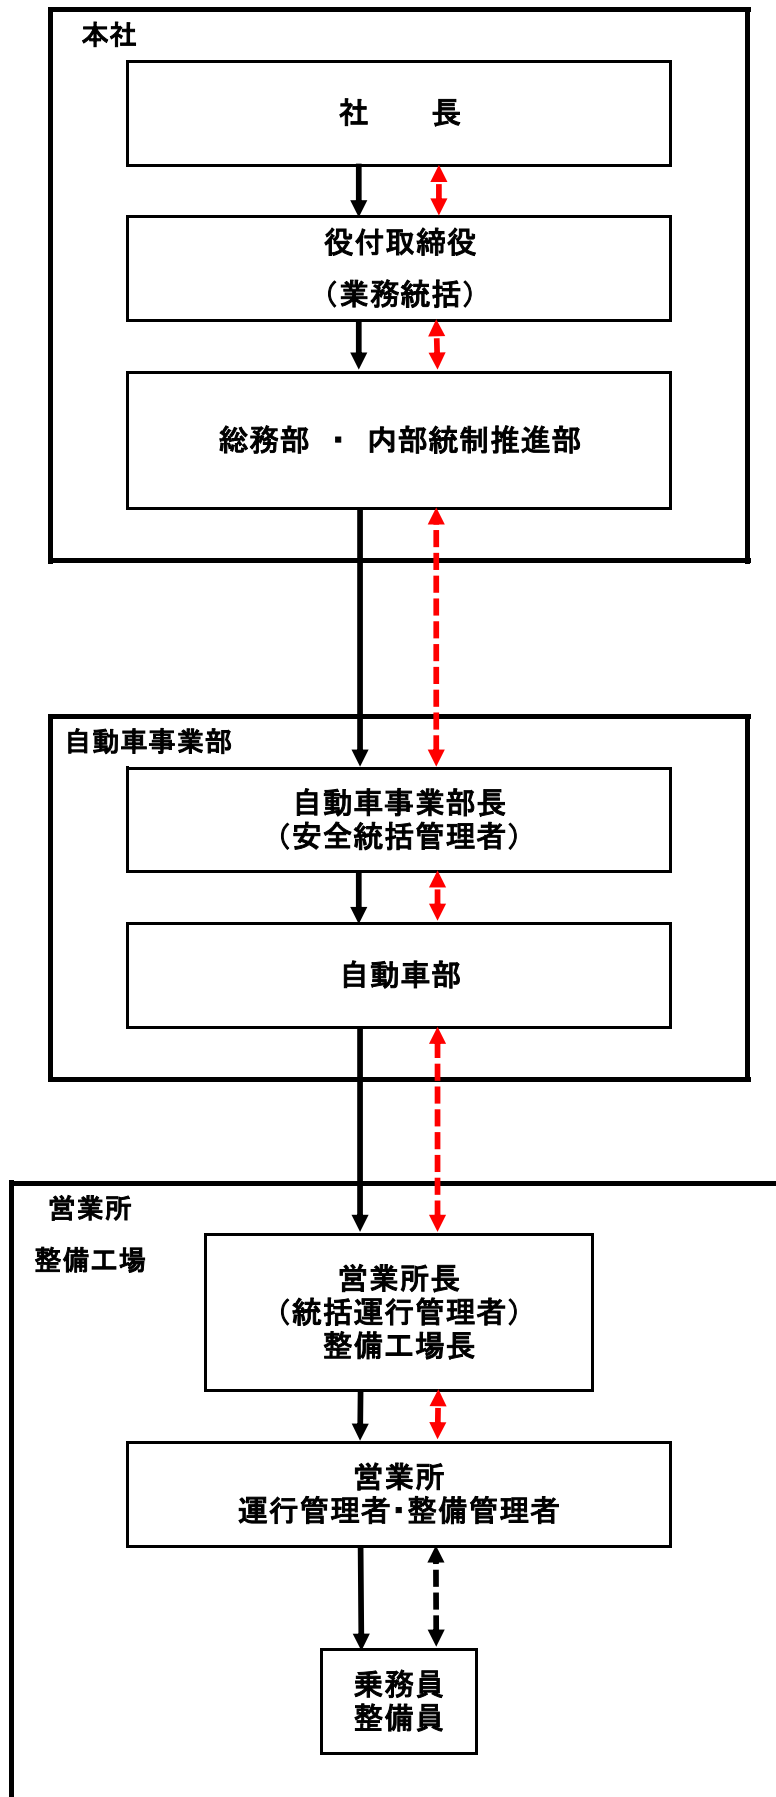 本社
社　　長
役付取締役
（業務統括）
総務部　・　内部統制推進部
自動車事業部
自動車事業部長
（安全統括管理者）
自動車部
営業所
整備工場
営業所長
（統括運行管理者）
整備工場長
営業所
運行管理者・整備管理者
乗務員
整備員